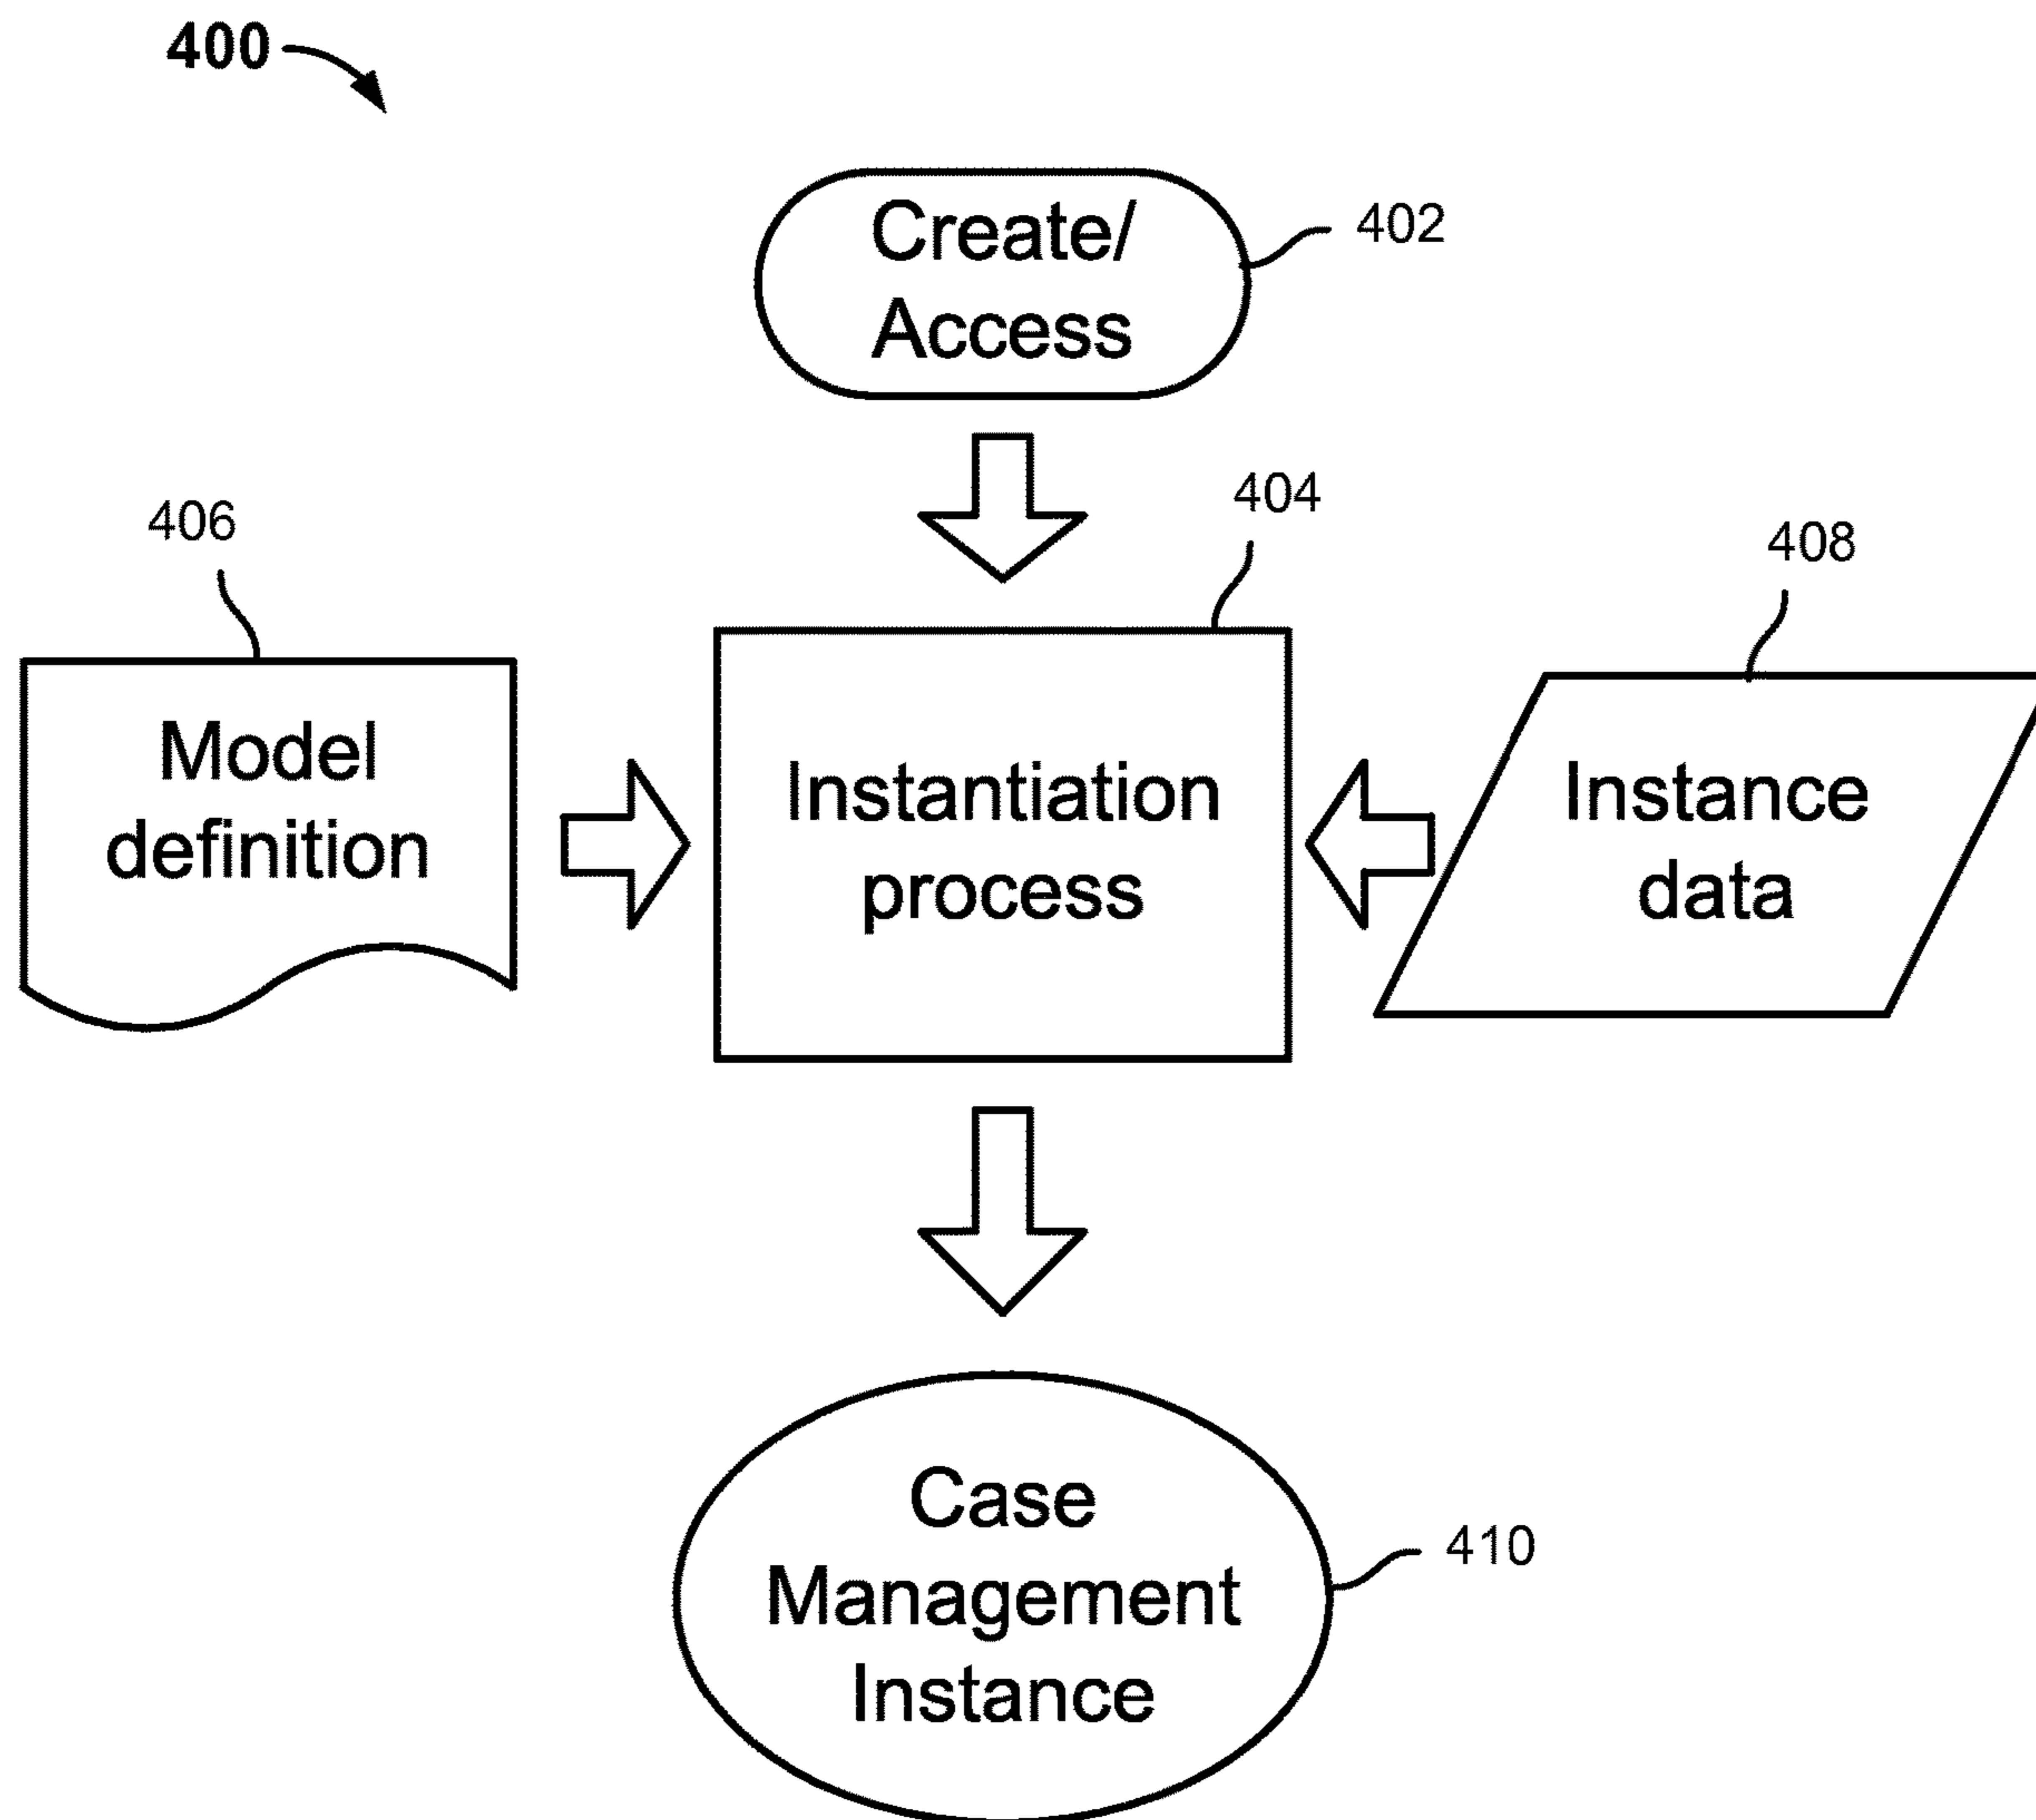 400
Create/
Access
402
404
406
408
Model
definition
Instantiation
process
Instance
data
Case
Management
Instance
410